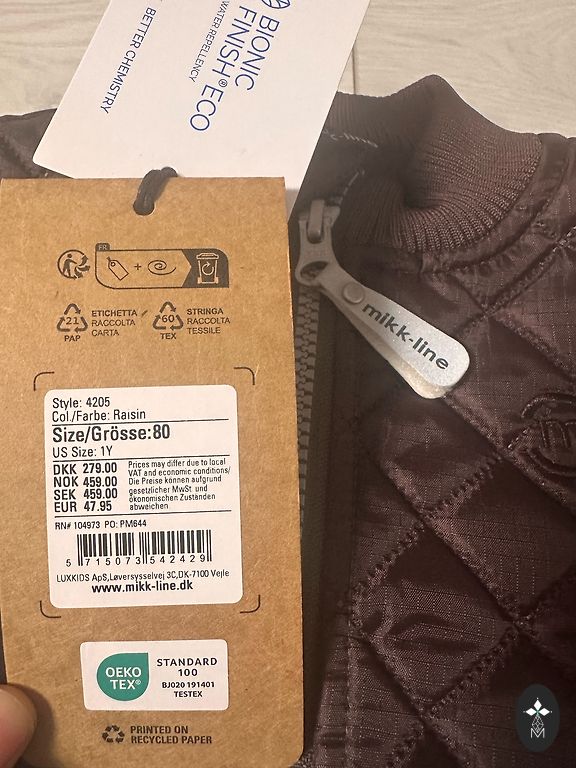 BIONIC
FINISH®ECO
WATER REPELLENCY
BETTER CHEMISTRY
k-line
mikk-line
FR
21
PAP
ETICHETTA
RACCOLTA
CARTA
60
TEX
STRINGA
RACCOLTA
TESSILE
Style: 4205
Col./Farbe: Raisin
Size/Grösse:80
US Size: 1Y
DKK 279.00
NOK 459.00
SEK 459.00
EUR 47.95
Prices may differ due to local
VAT and economic conditions/
Die Preise können aufgrund
gesetzlicher MwSt. und
ökonomischen Zuständen
abweichen
RN# 104973 PO: PM644
5 715073 542429
LUXKIDS ApS,Løversysselvej 3C,DK-7100 Vejle
www.mikk-line.dk
OEKO
TEX®
STANDARD
100
BJ020 191401
TESTEX
PRINTED ON
RECYCLED PAPER
M